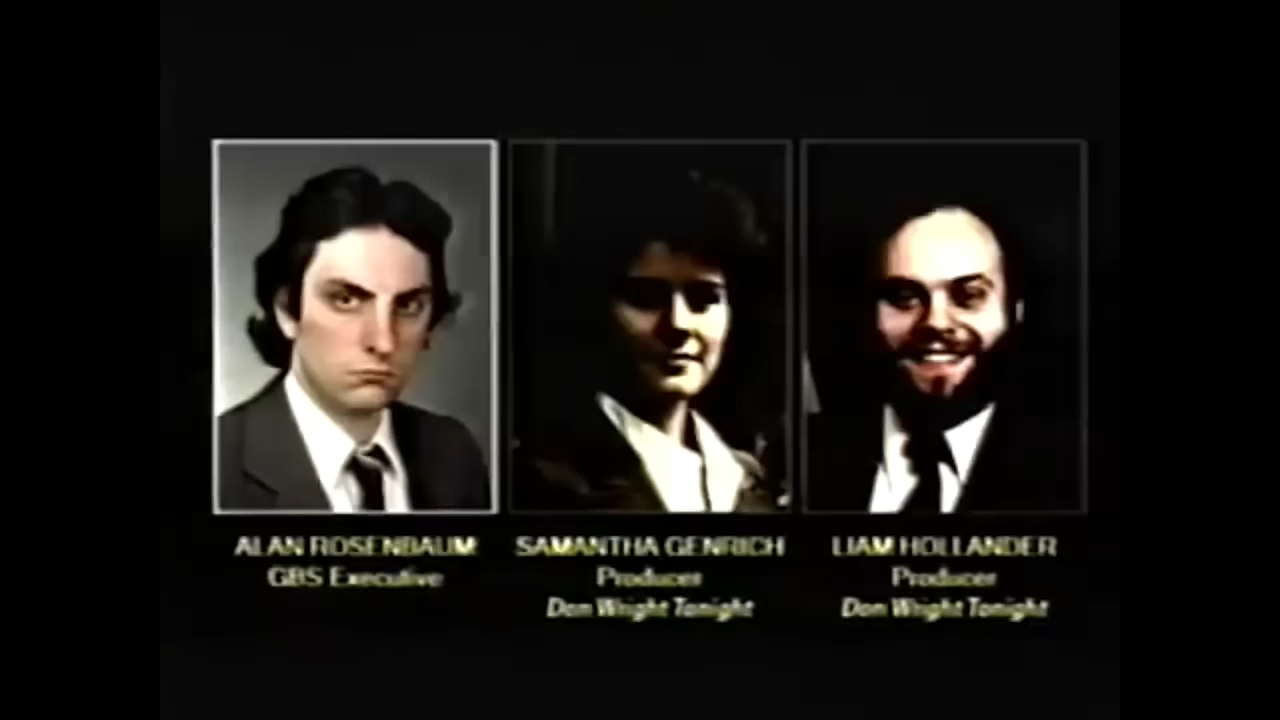 ALAN ROSENBAUM
GBS Executive
SAMANTHA GENRICH
Producer
Don Wright Tonight
LIAM HOLLANDER
Producer
Don Wright Tonight